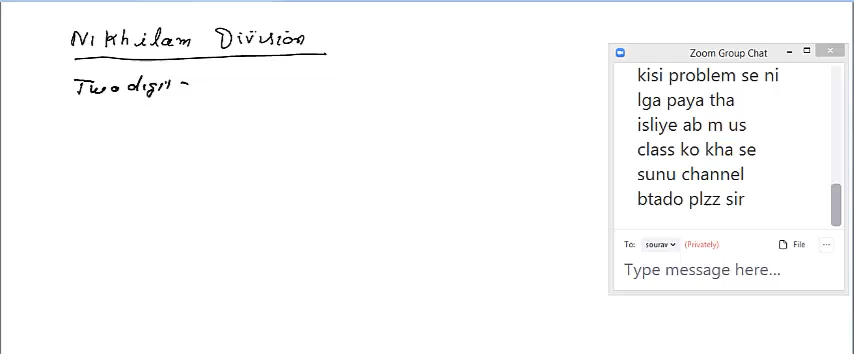 Nikhilam Division
Two digit -
Zoom Group Chat
kisi problem se ni
lga paya tha
isliye ab m us
class ko kha se
sunu channel
btado plzz sir
To: sourav (Privately) File ...
Type message here...